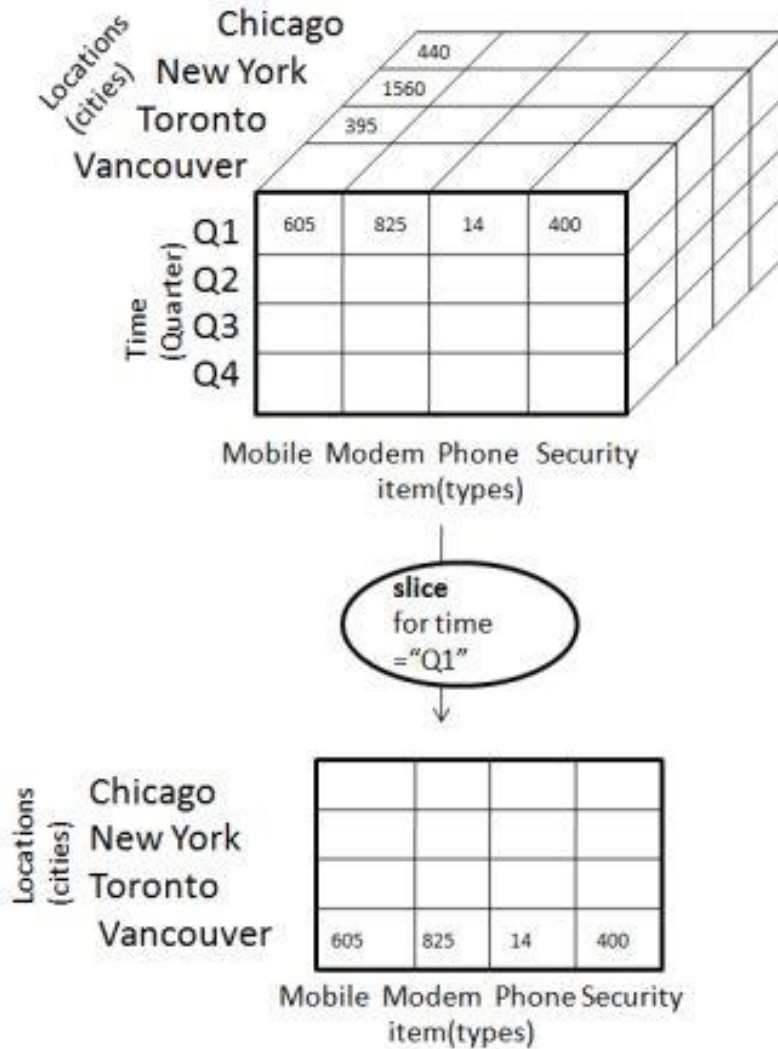 Chicago
New York
Toronto
Vancouver
Locations
(cities)
440
1560
395
Q1 605 825 14 400
Q2
Q3
Q4
Time
(Quarter)
Mobile Modem Phone Security
item(types)
slice
for time
="Q1"
Locations
(cities)
Chicago
New York
Toronto
Vancouver 605 825 14 400
Mobile Modem Phone Security
item(types)